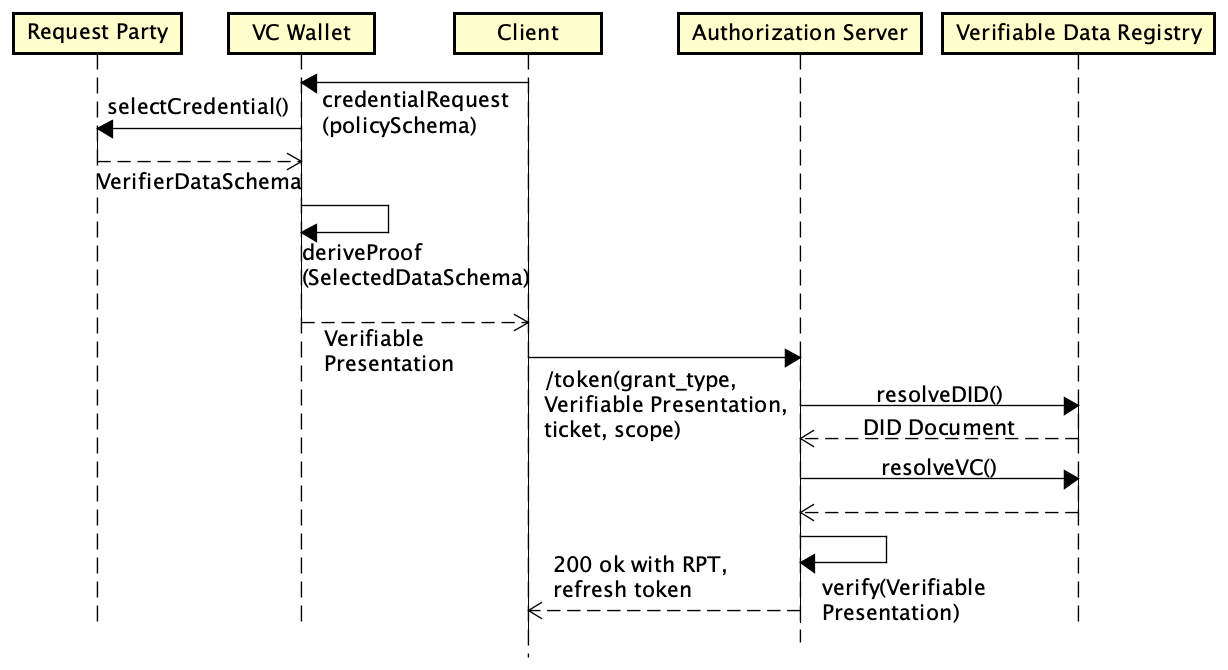 Request Party
VC Wallet
Client
Authorization Server
Verifiable Data Registry
selectCredential()
credentialRequest
(policySchema)
VerifierDataSchema
deriveProof
(SelectedDataSchema)
Verifiable
Presentation
/token(grant_type,
Verifiable Presentation,
ticket, scope)
resolveDID()
DID Document
resolveVC()
200 ok with RPT,
refresh token
verify(Verifiable
Presentation)